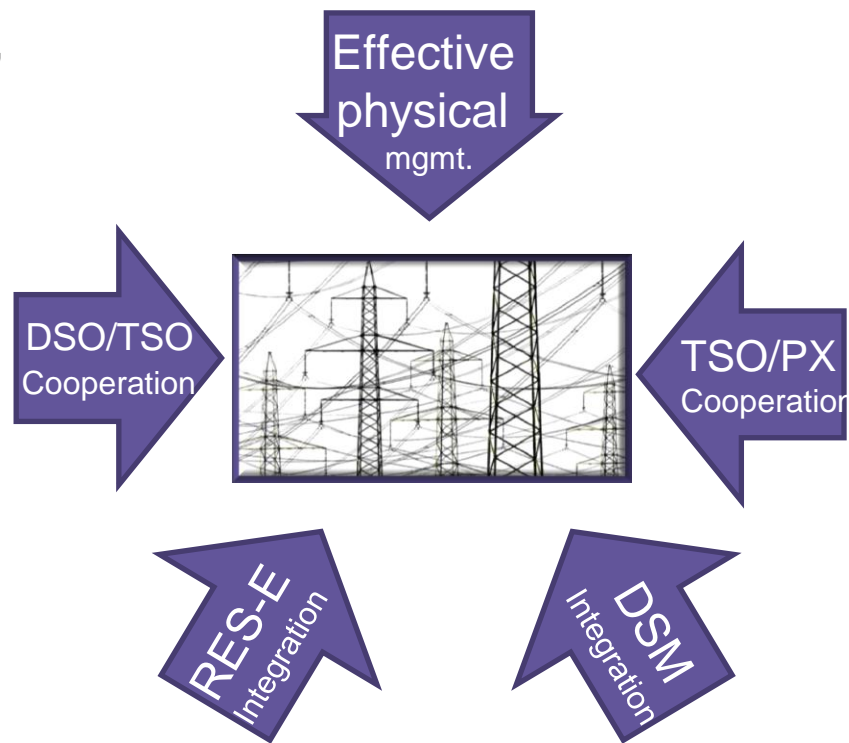 Effective
physical
mgmt.
DSO/TSO
Cooperation
TSO/PX
Cooperation
RES-E
Integration
DSM
Integration